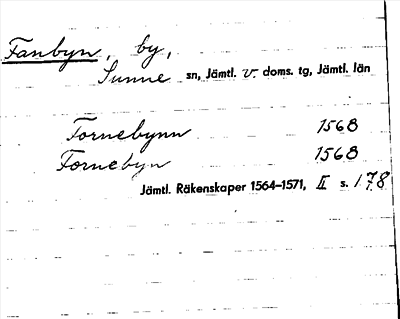 Fanbyn, by,
Sunne sn, Jämtl. v. doms. tg, Jämtl. län
Fornebynn 1568
Fornebyn 1568
Jämtl. Räkenskaper 1564–1571, II s. 178